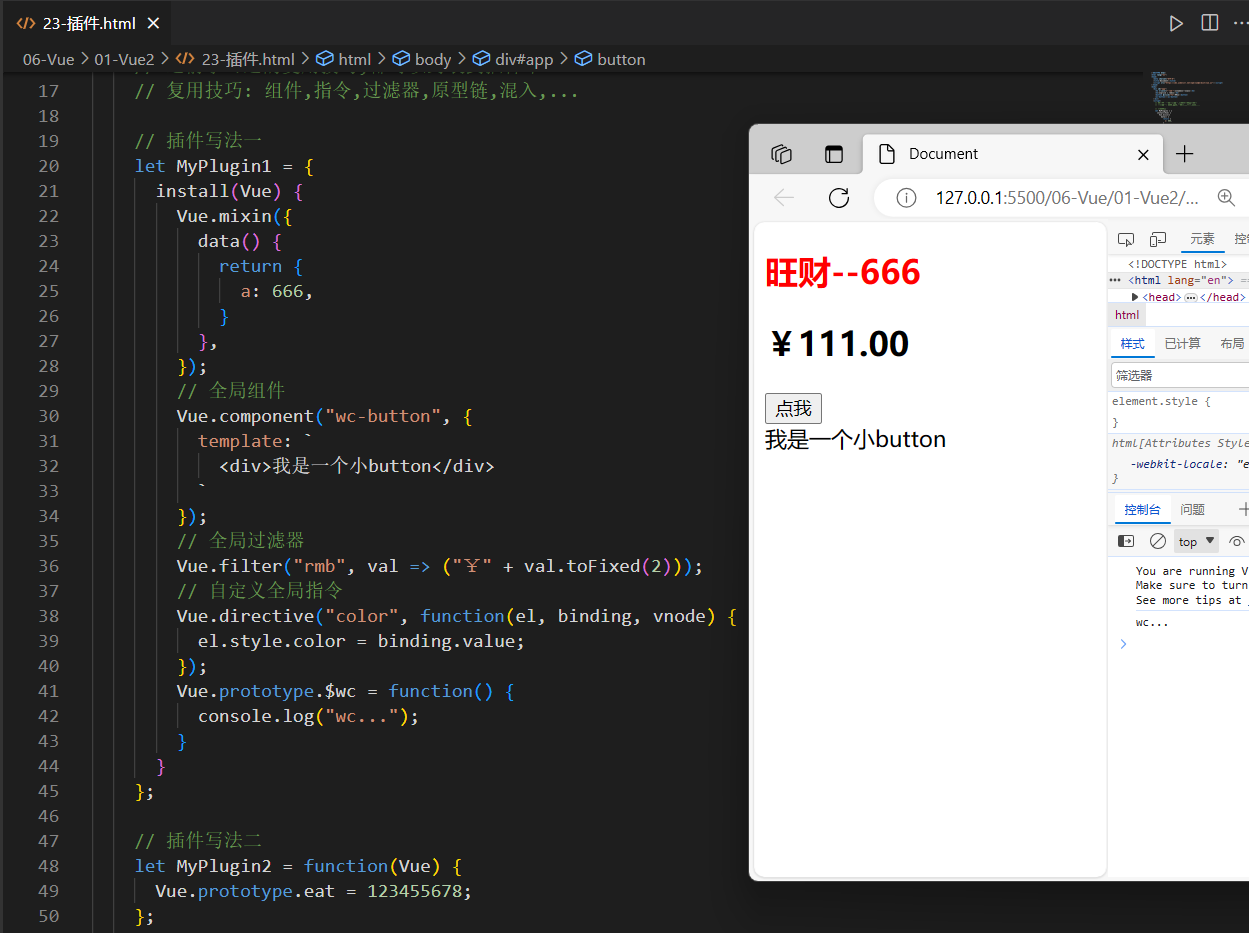 23-插件.html
06-Vue > 01-Vue2 > 23-插件.html > html > body > div#app > button
17 // 复用技巧: 组件,指令,过滤器,原型链,混入,...
18
19 // 插件写法一
20 let MyPlugin1 = {
21 install(Vue) {
22 Vue.mixin({
23 data() {
24 return {
25 a: 666,
26 }
27 },
28 });
29 // 全局组件
30 Vue.component("wc-button", {
31 template: `
32 <div>我是一个小button</div>
33 `
34 });
35 // 全局过滤器
36 Vue.filter("rmb", val => ("￥" + val.toFixed(2)));
37 // 自定义全局指令
38 Vue.directive("color", function(el, binding, vnode) {
39 el.style.color = binding.value;
40 });
41 Vue.prototype.$wc = function() {
42 console.log("wc...");
43 }
44 }
45 };
46
47 // 插件写法二
48 let MyPlugin2 = function(Vue) {
49 Vue.prototype.eat = 123455678;
50 };
Document
127.0.0.1:5500/06-Vue/01-Vue2/...
旺财--666
￥111.00
点我
我是一个小button
元素
<!DOCTYPE html>
<html lang="en">
<head> </head>
html
样式 已计算 布局
筛选器
element.style {
}
html[Attributes Style
-webkit-locale: "e
}
控制台 问题
top
You are running V
Make sure to turn
See more tips at
wc...